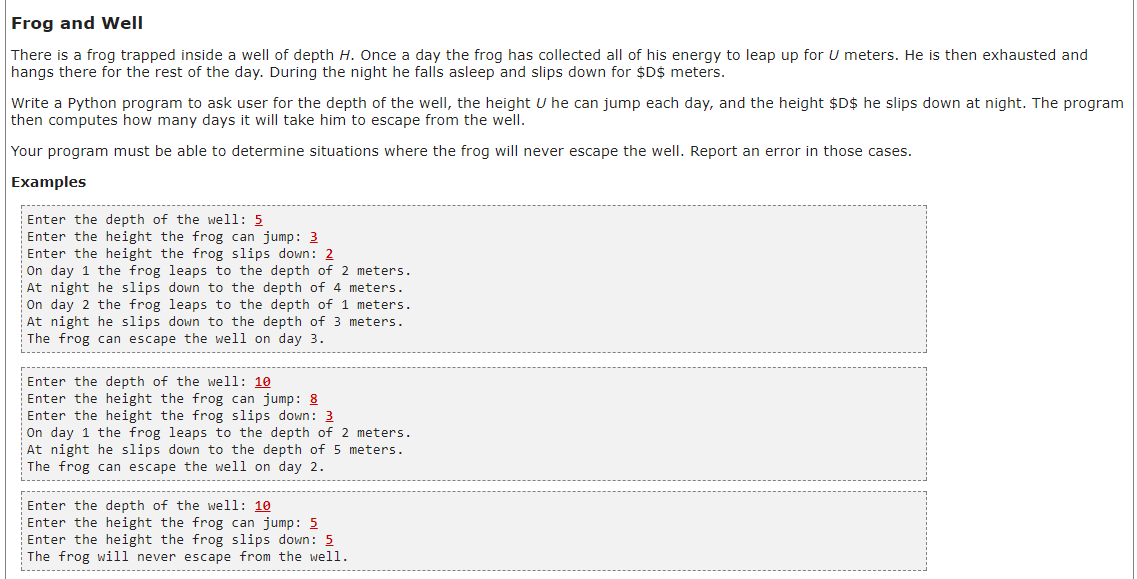 Frog and Well
There is a frog trapped inside a well of depth H. Once a day the frog has collected all of his energy to leap up for U meters. He is then exhausted and
hangs there for the rest of the day. During the night he falls asleep and slips down for $D$ meters.
Write a Python program to ask user for the depth of the well, the height U he can jump each day, and the height $D$ he slips down at night. The program
then computes how many days it will take him to escape from the well.
Your program must be able to determine situations where the frog will never escape the well. Report an error in those cases.
Examples
Enter the depth of the well: 5
Enter the height the frog can jump: 3
Enter the height the frog slips down: 2
On day 1 the frog leaps to the depth of 2 meters.
At night he slips down to the depth of 4 meters.
On day 2 the frog leaps to the depth of 1 meters.
At night he slips down to the depth of 3 meters.
The frog can escape the well on day 3.
Enter the depth of the well: 10
Enter the height the frog can jump: 8
Enter the height the frog slips down: 3
On day 1 the frog leaps to the depth of 2 meters.
At night he slips down to the depth of 5 meters.
The frog can escape the well on day 2.
Enter the depth of the well: 10
Enter the height the frog can jump: 5
Enter the height the frog slips down: 5
The frog will never escape from the well.